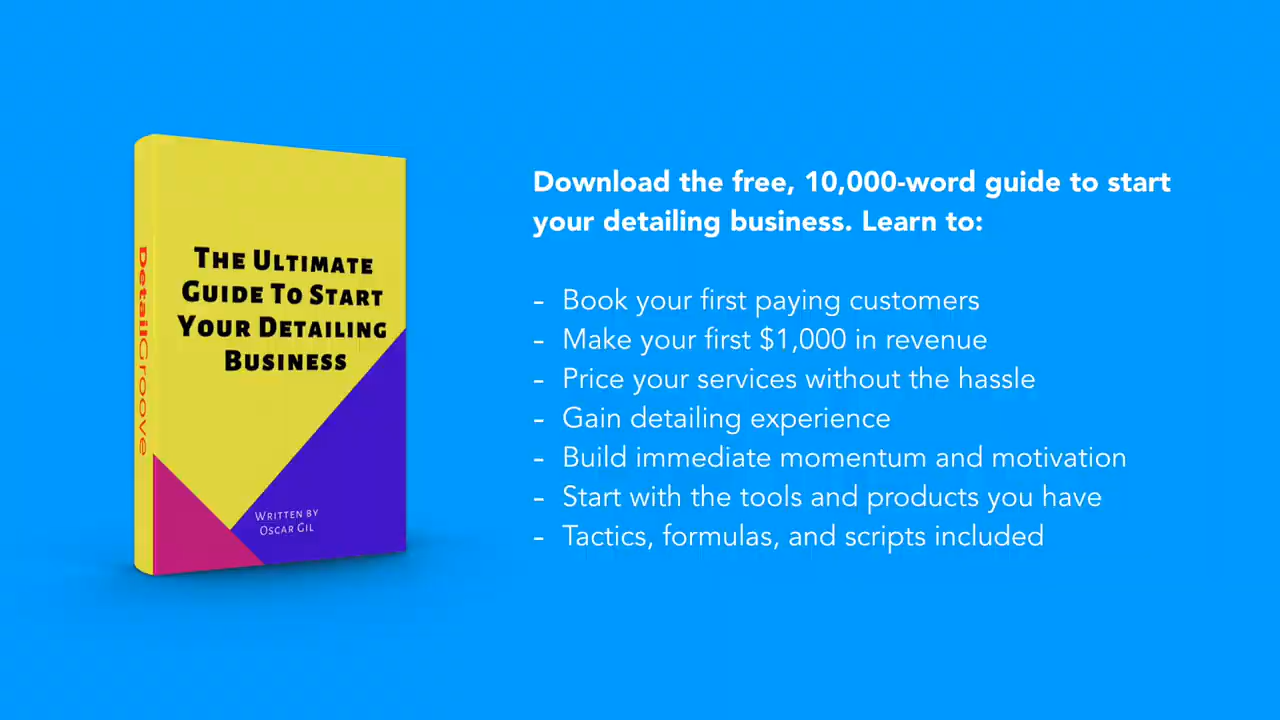 DetailGroove
The Ultimate
Guide To Start
Your Detailing
Business
Written by
Oscar Gil
Download the free, 10,000-word guide to start
your detailing business. Learn to:
- Book your first paying customers
- Make your first $1,000 in revenue
- Price your services without the hassle
- Gain detailing experience
- Build immediate momentum and motivation
- Start with the tools and products you have
- Tactics, formulas, and scripts included